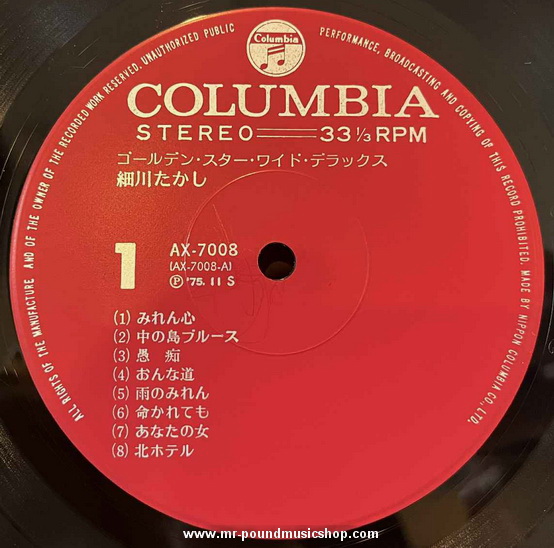 ALL RIGHTS OF THE MANUFACTURE AND OF THE OWNER OF THE RECORDED WORK RESERVED. UNAUTHORIZED PUBLIC PERFORMANCE, BROADCASTING AND COPYING OF THIS RECORD PROHIBITED. MADE BY NIPPON COLUMBIA CO., LTD.
Columbia
COLUMBIA
STEREO 33 1/3 RPM
ゴールデン・スター・ワイド・デラックス
細川たかし
1
AX-7008
(AX-7008-A)
Ⓟ '75. 11 S
(1) みれん心
(2) 中の島ブルース
(3) 愚 痴
(4) おんな道
(5) 雨のみれん
(6) 命かれても
(7) あなたの女
(8) 北ホテル
www.mr-poundmusicshop.com